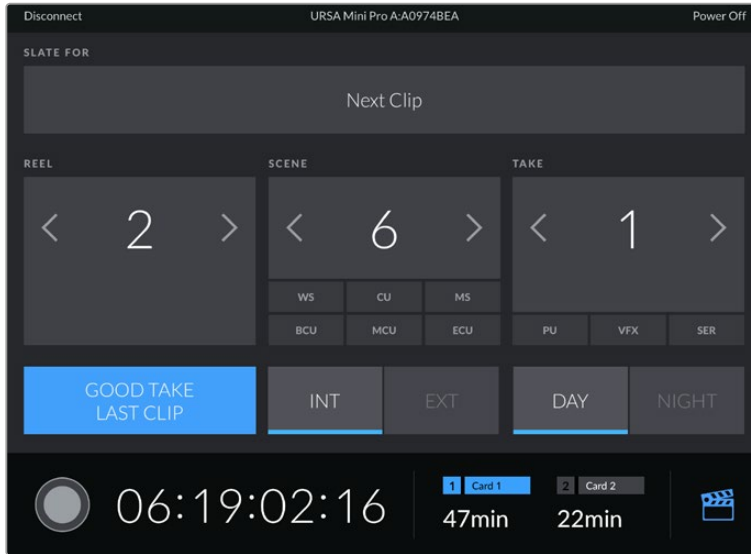 Disconnect URSA Mini Pro A:A0974BEA Power Off
SLATE FOR
Next Clip
REEL SCENE TAKE
2 6 1
WS CU MS
BCU MCU ECU PU VFX SER
GOOD TAKE
LAST CLIP
INT EXT DAY NIGHT
1 Card 1 2 Card 2
06:19:02:16 47min 22min